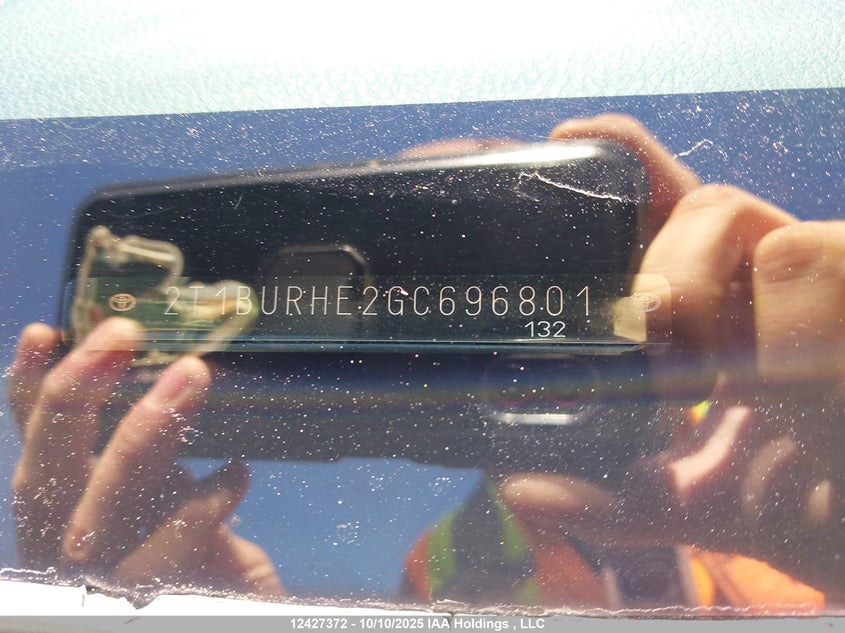 2T1BURHE2GC696801
132
12427372 - 10/10/2025 IAA Holdings , LLC